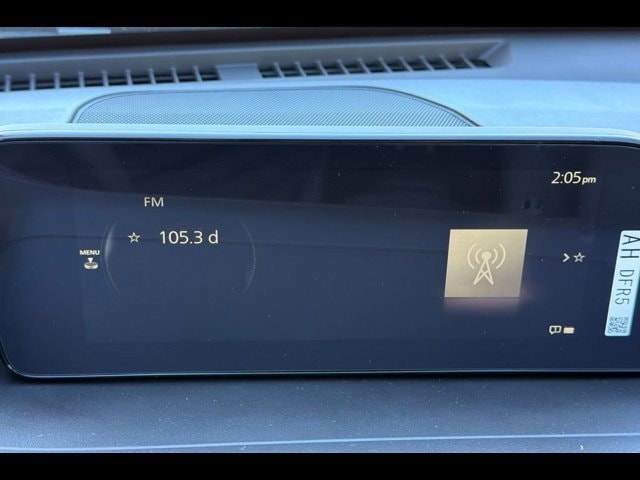 2:05pm
FM
☆ 105.3 d
MENU
AH DFR5